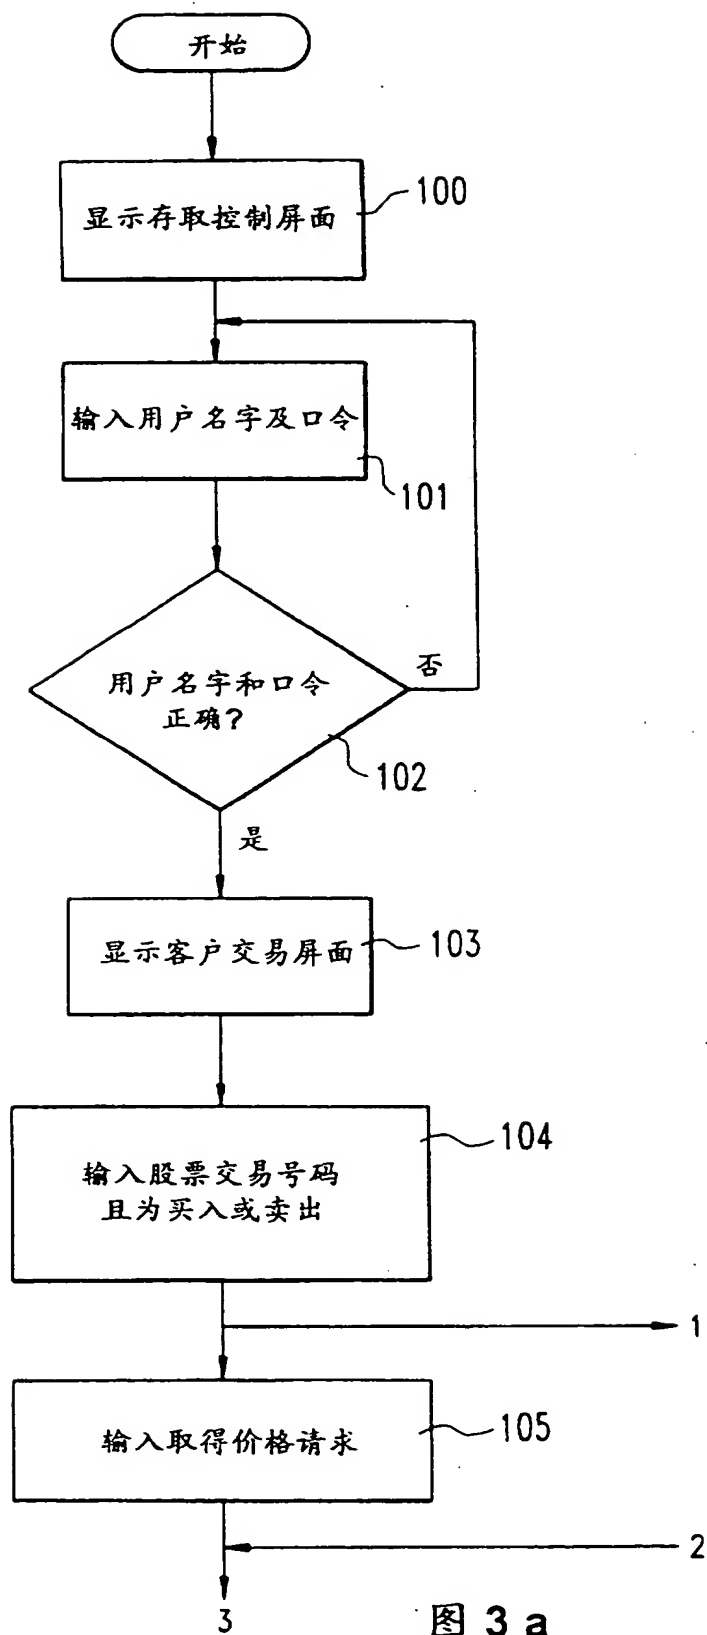 开始
显示存取控制屏面
100
输入用户名字及口令
101
用户名字和口令
正确?
否
102
是
显示客户交易屏面
103
输入股票交易号码
且为买入或卖出
104
1
输入取得价格请求
105
2
3
图 3 a